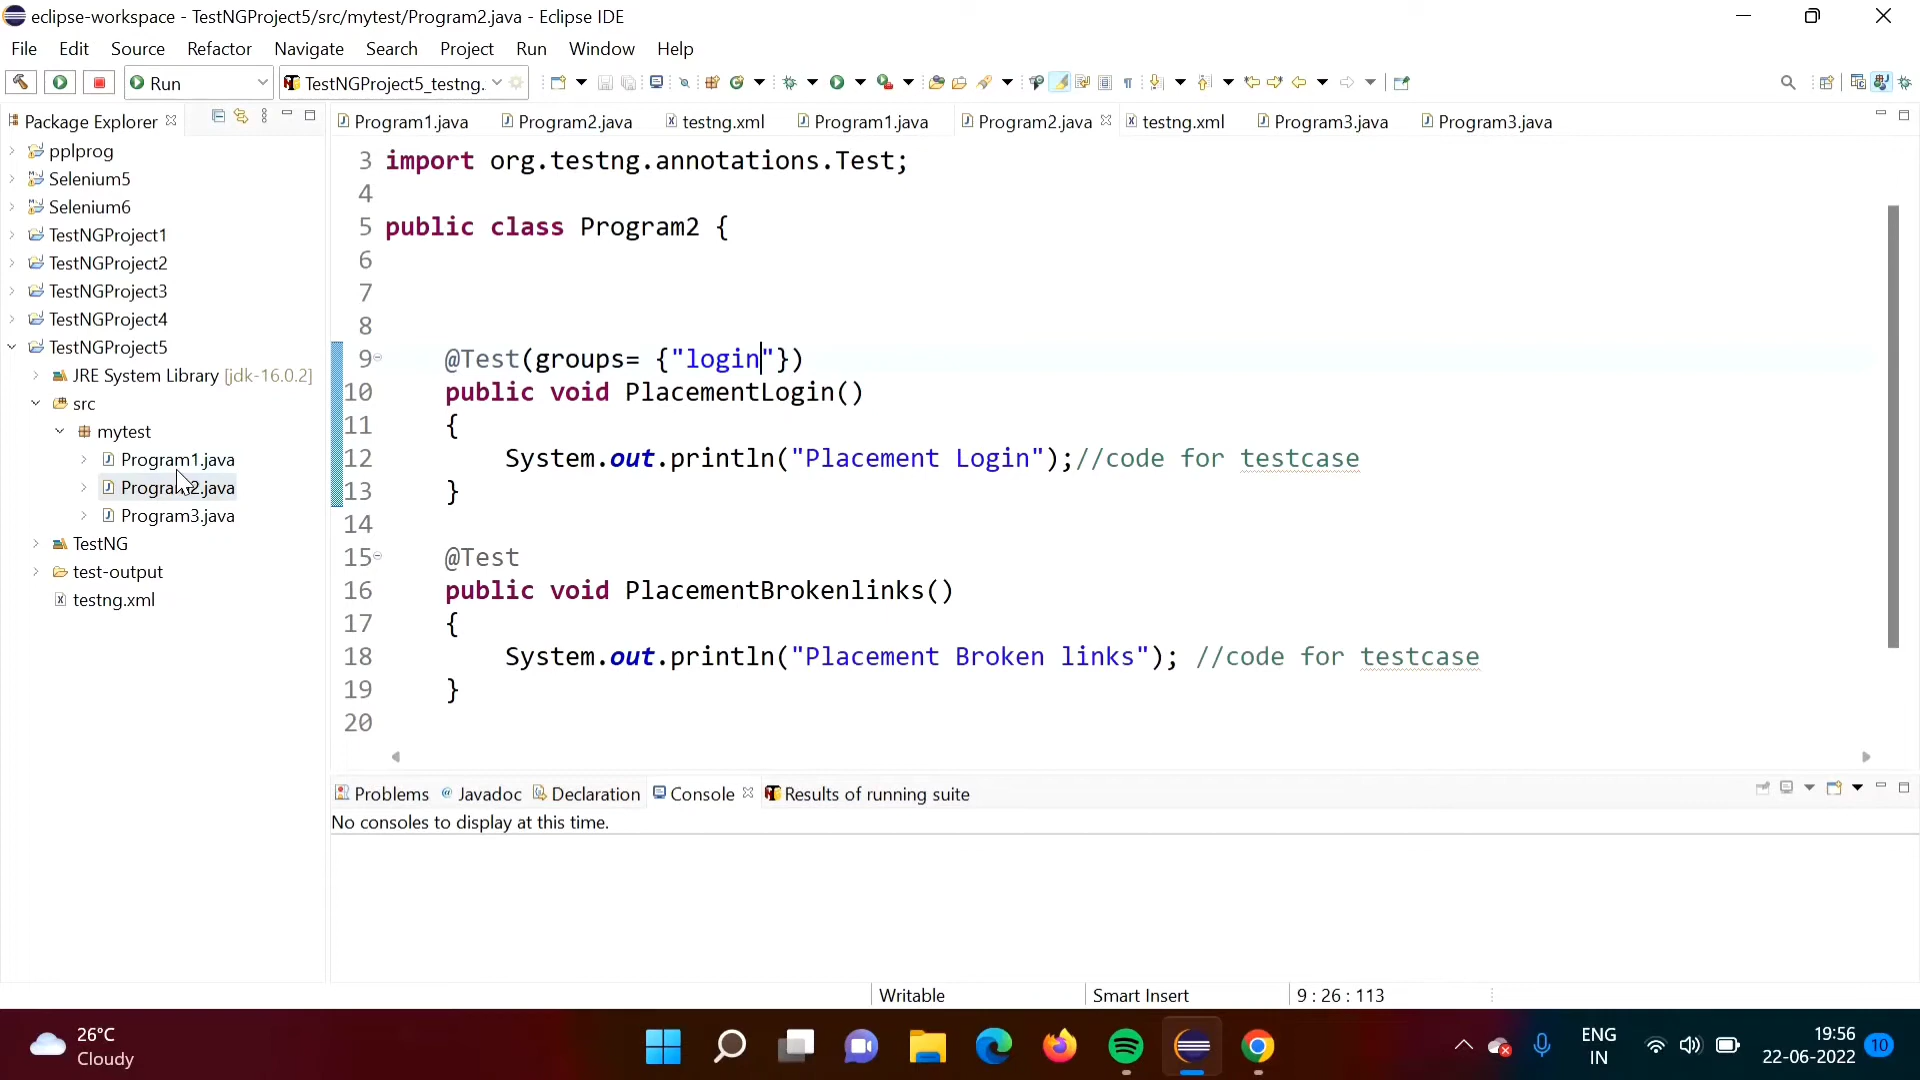 eclipse-workspace - TestNGProject5/src/mytest/Program2.java - Eclipse IDE
File Edit Source Refactor Navigate Search Project Run Window Help
Run TestNGProject5_testng.
Package Explorer
Program1.java Program2.java testng.xml Program1.java Program2.java testng.xml Program3.java Program3.java
pplprog
Selenium5
Selenium6
TestNGProject1
TestNGProject2
TestNGProject3
TestNGProject4
TestNGProject5
JRE System Library [jdk-16.0.2]
src
mytest
Program1.java
Program2.java
Program3.java
TestNG
test-output
testng.xml
3 import org.testng.annotations.Test;
4
5 public class Program2 {
6
7
8
9 @Test(groups= {"login"})
10 public void PlacementLogin()
11 {
12 System.out.println("Placement Login");//code for testcase
13 }
14
15 @Test
16 public void PlacementBrokenlinks()
17 {
18 System.out.println("Placement Broken links"); //code for testcase
19 }
20
Problems Javadoc Declaration Console Results of running suite
No consoles to display at this time.
Writable Smart Insert 9 : 26 : 113
26°C
Cloudy
ENG
IN
19:56
22-06-2022
10